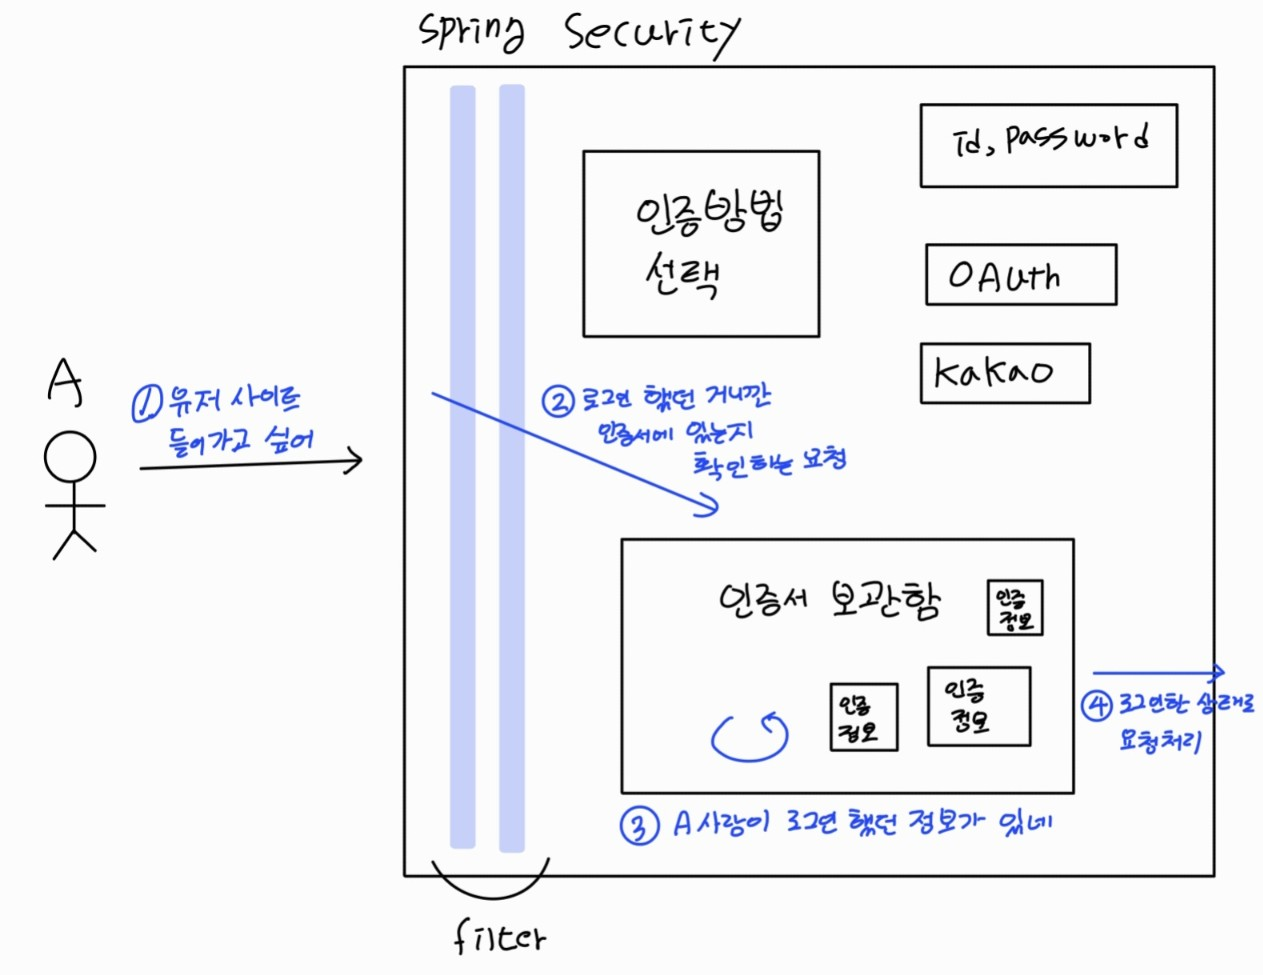 Spring Security
Id, password
인증방법
선택
OAuth
kakao
A
① 유저 사이트
들어가고 싶어
② 로그인 했던 거니깐
인증서에 있는지
확인하는 요청
인증서 보관함
인증
정보
인증
정보
인증
정보
④ 로그인한 상태로
요청처리
③ A사람이 로그인 했던 정보가 있네
filter